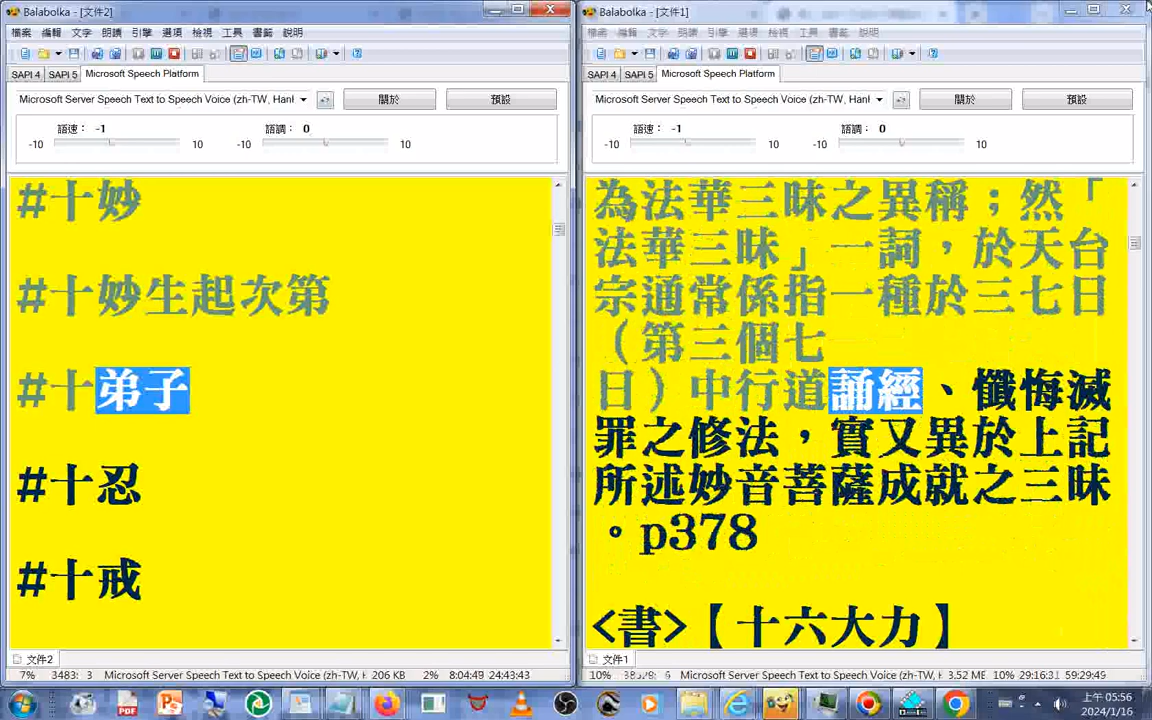 Balabolka - [文件2]
檔案 編輯 文字 朗讀 引擎 選項 檢視 工具 書籤 說明
SAPI 4 SAPI 5 Microsoft Speech Platform
Microsoft Server Speech Text to Speech Voice (zh-TW, Hanl
關於 預設
語速： -1 語調： 0
-10 10 -10 10
#十妙
#十妙生起次第
#十弟子
#十忍
#十戒
文件2
7% 3483: 3 Microsoft Server Speech Text to Speech Voice (zh-TW, 206 KB 2% 8:04:49 24:43:43
Balabolka - [文件1]
檔案 編輯 文字 朗讀 引擎 選項 檢視 工具 書籤 說明
SAPI 4 SAPI 5 Microsoft Speech Platform
Microsoft Server Speech Text to Speech Voice (zh-TW, Hanl
關於 預設
語速： -1 語調： 0
-10 10 -10 10
為法華三昧之異稱；然「
法華三昧」一詞，於天台
宗通常係指一種於三七日
（第三個七
日）中行道誦經、懺悔滅
罪之修法，實又異於上記
所述妙音菩薩成就之三昧
。p378
<書>【十六大力】
文件1
10% Microsoft Server Speech Text to Speech Voice (zh-TW, 3.52 ME 10% 29:16:31 59:29:49
上午 05:56
2024/1/16